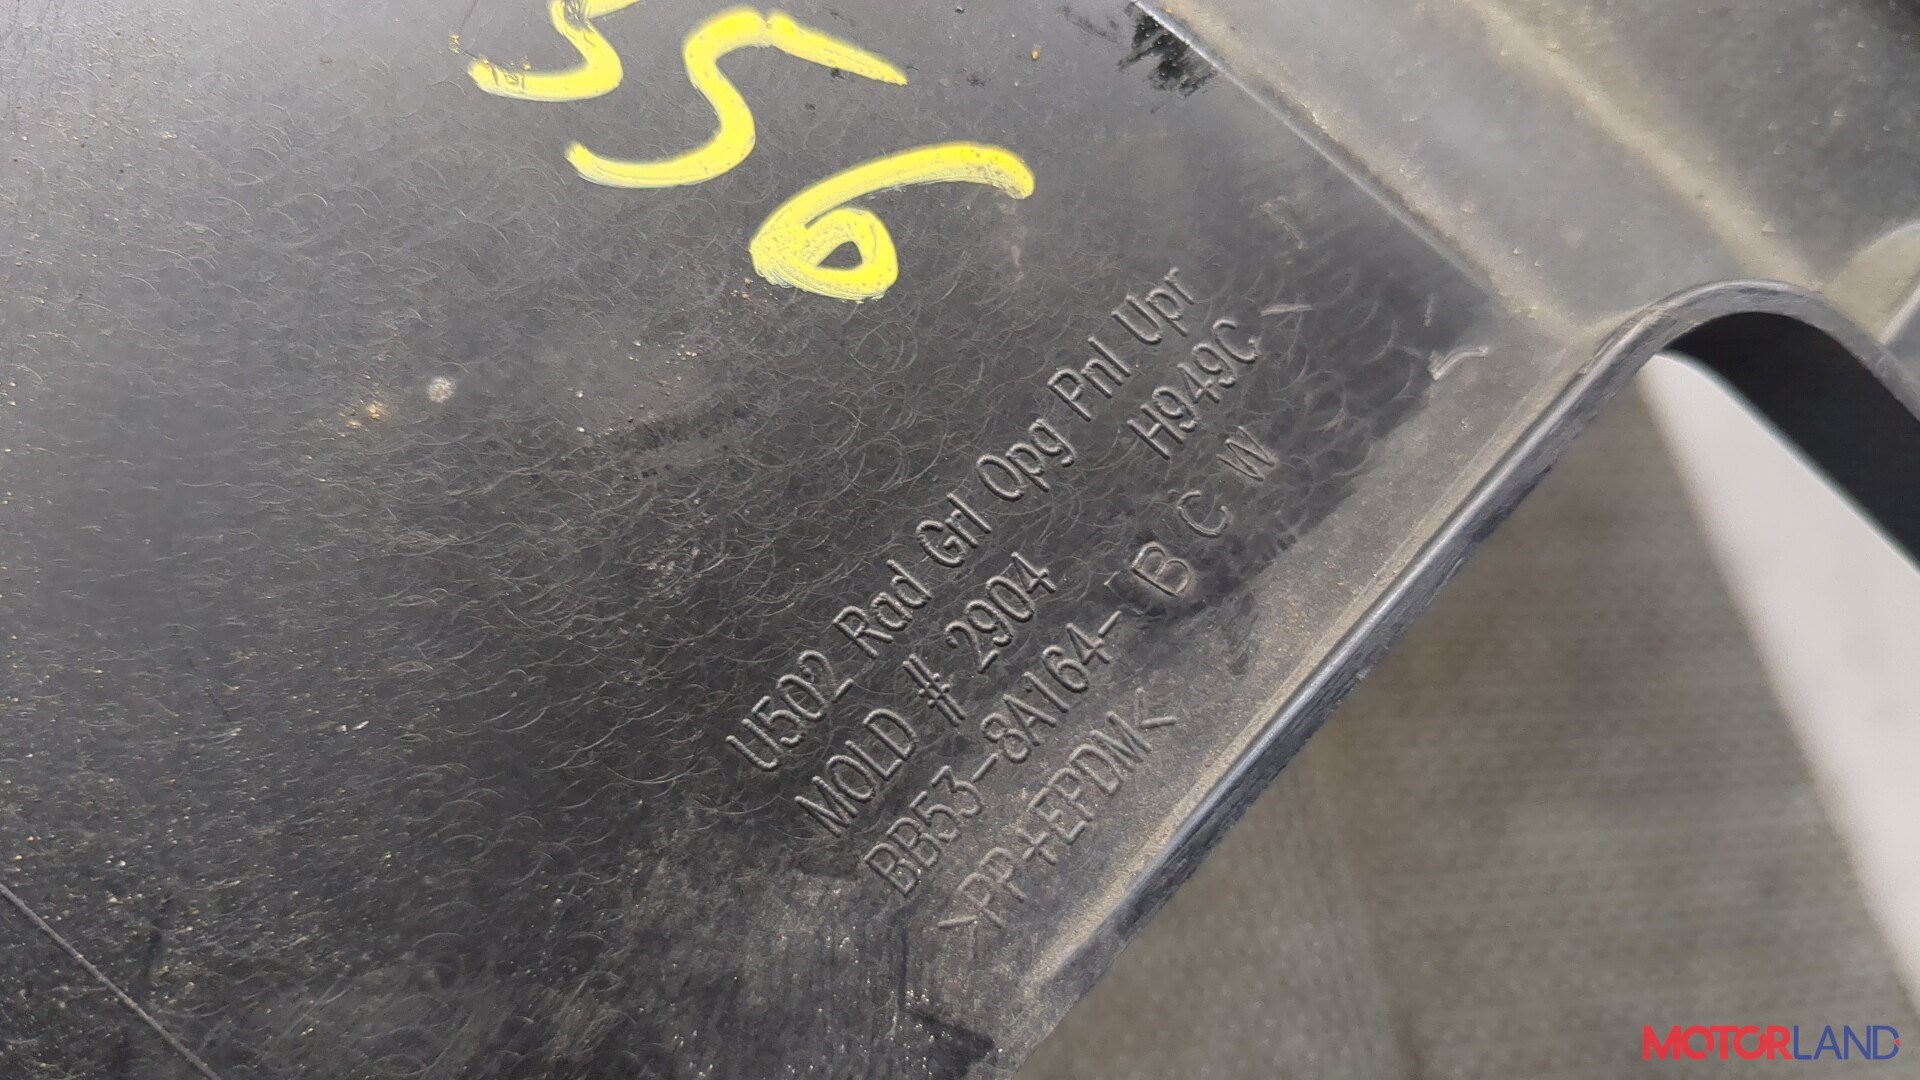 556
U502 Rad Grl Opg Pnl Upr
MOLD # 2904 H949C
BB53-8A164- B C W
>PP+EPDM<
MOTORLAND